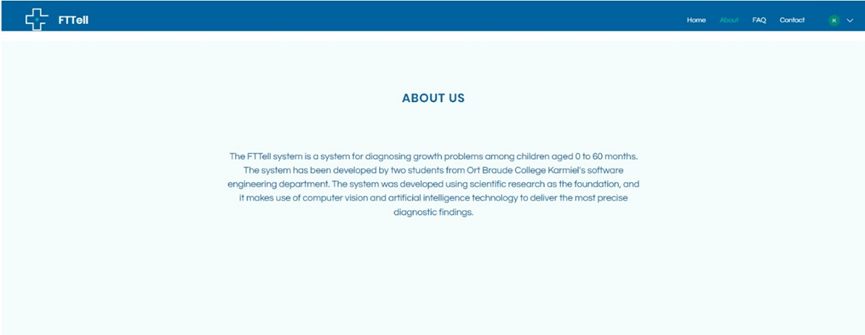 FTTell
Home About FAQ Contact
ABOUT US
The FTTell system is a system for diagnosing growth problems among children aged 0 to 60 months.
The system has been developed by two students from Ort Braude College Karmiel's software
engineering department. The system was developed using scientific research as the foundation, and
it makes use of computer vision and artificial intelligence technology to deliver the most precise
diagnostic findings.